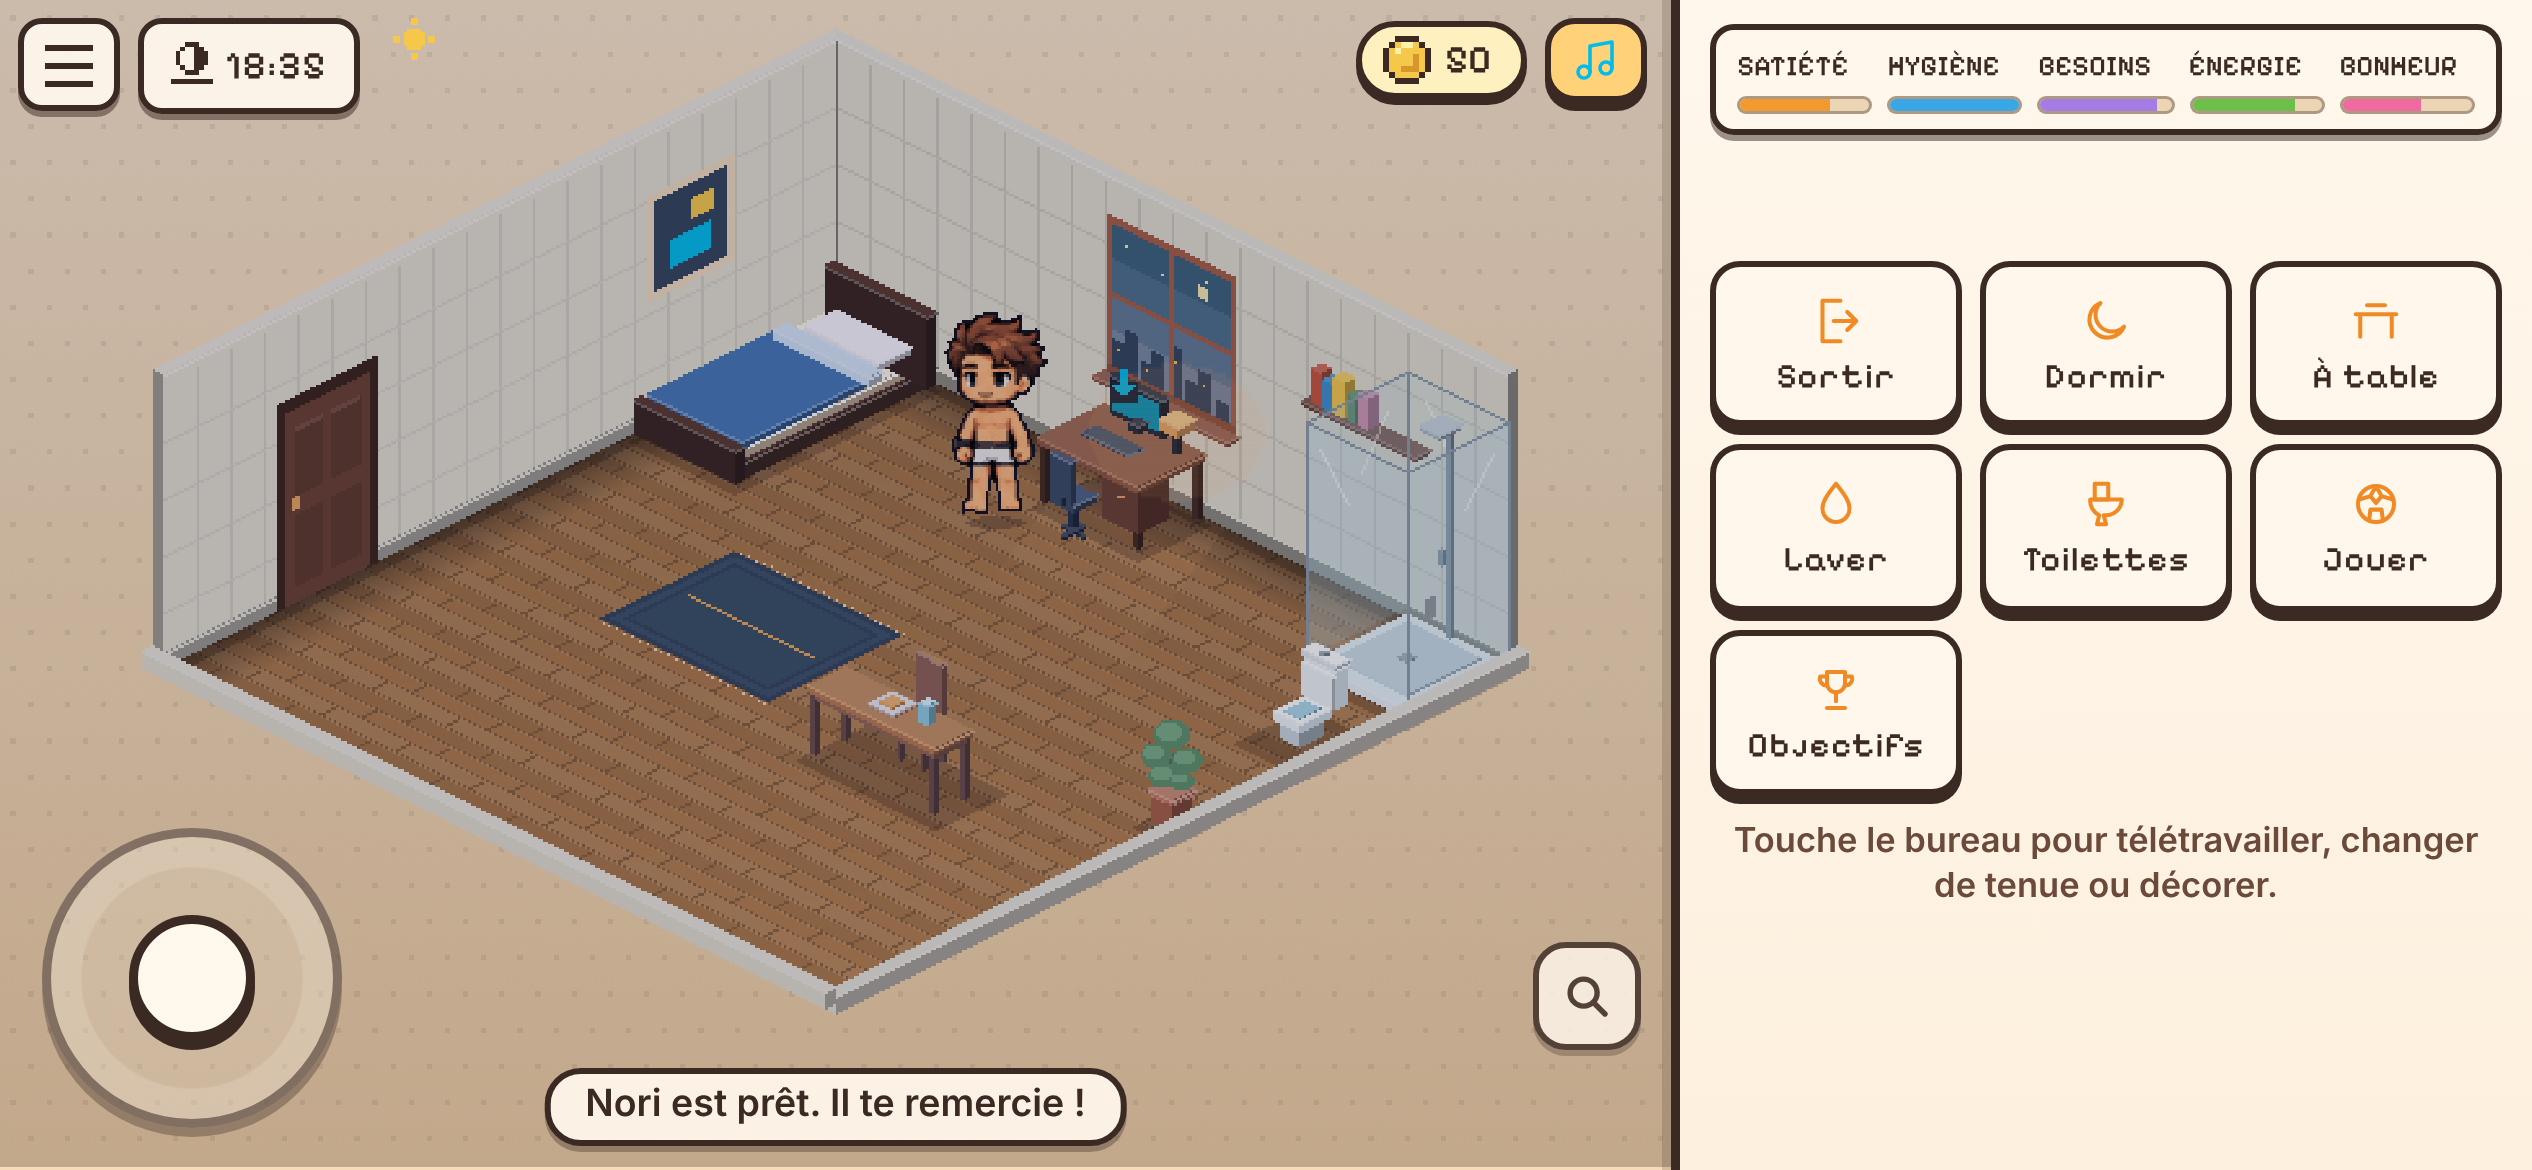 18:38
50
SATIÉTÉ HYGIÈNE BESOINS ÉNERGIE BONHEUR
Sortir Dormir À table
Laver Toilettes Jouer
Objectifs
Touche le bureau pour télétravailler, changer
de tenue ou décorer.
Nori est prêt. Il te remercie !